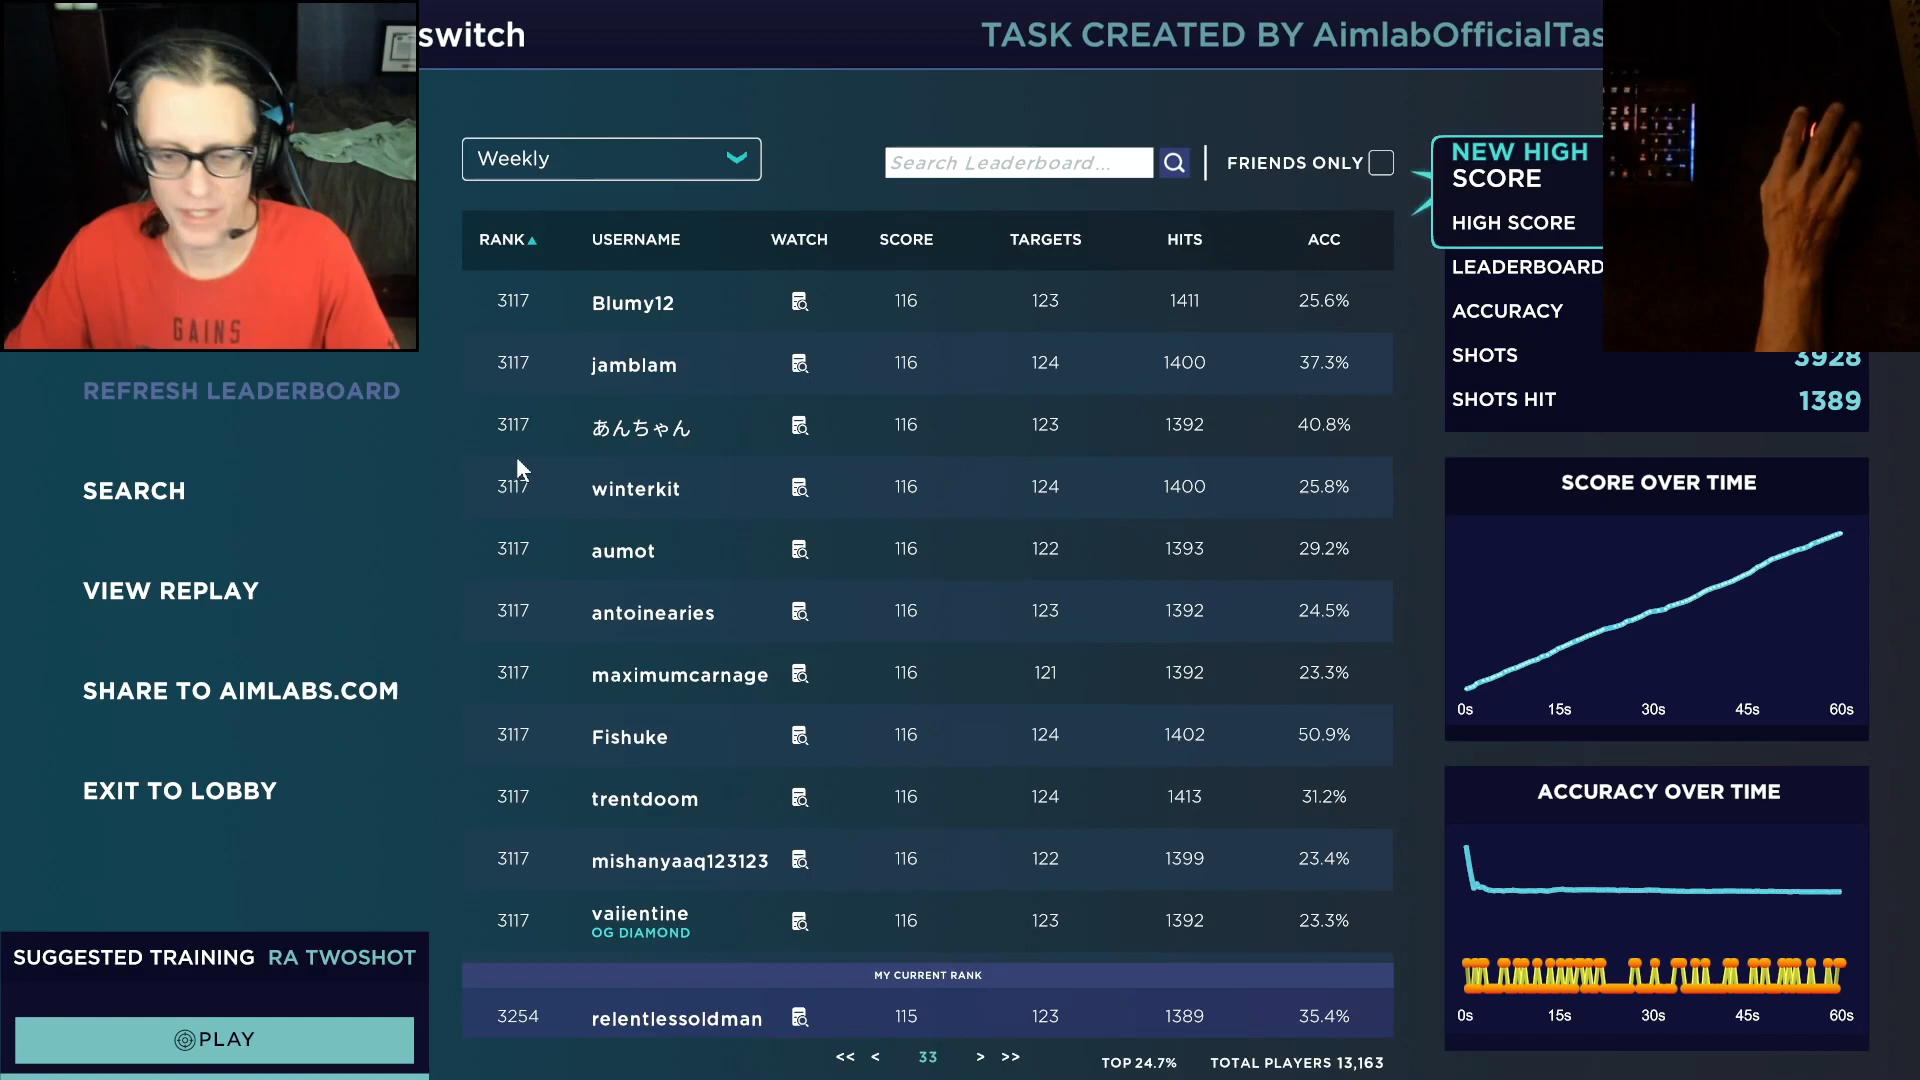 switch
TASK CREATED BY AimlabOfficialTas
GAINS
Weekly
Search Leaderboard...
FRIENDS ONLY
RANK USERNAME WATCH SCORE TARGETS HITS ACC
3117 Blumy12 116 123 1411 25.6%
3117 jamblam 116 124 1400 37.3%
3117 あんちゃん 116 123 1392 40.8%
3117 winterkit 116 124 1400 25.8%
3117 aumot 116 122 1393 29.2%
3117 antoinearies 116 123 1392 24.5%
3117 maximumcarnage 116 121 1392 23.3%
3117 Fishuke 116 124 1402 50.9%
3117 trentdoom 116 124 1413 31.2%
3117 mishanyaaq123123 116 122 1399 23.4%
3117 vaiientine 116 123 1392 23.3%
OG DIAMOND
MY CURRENT RANK
3254 relentlessoldman 115 123 1389 35.4%
<< < 33 > >>
TOP 24.7% TOTAL PLAYERS 13,163
REFRESH LEADERBOARD
SEARCH
VIEW REPLAY
SHARE TO AIMLABS.COM
EXIT TO LOBBY
SUGGESTED TRAINING RA TWOSHOT
PLAY
NEW HIGH
SCORE
HIGH SCORE
LEADERBOARD
ACCURACY
SHOTS 3928
SHOTS HIT 1389
SCORE OVER TIME
0s 15s 30s 45s 60s
ACCURACY OVER TIME
0s 15s 30s 45s 60s